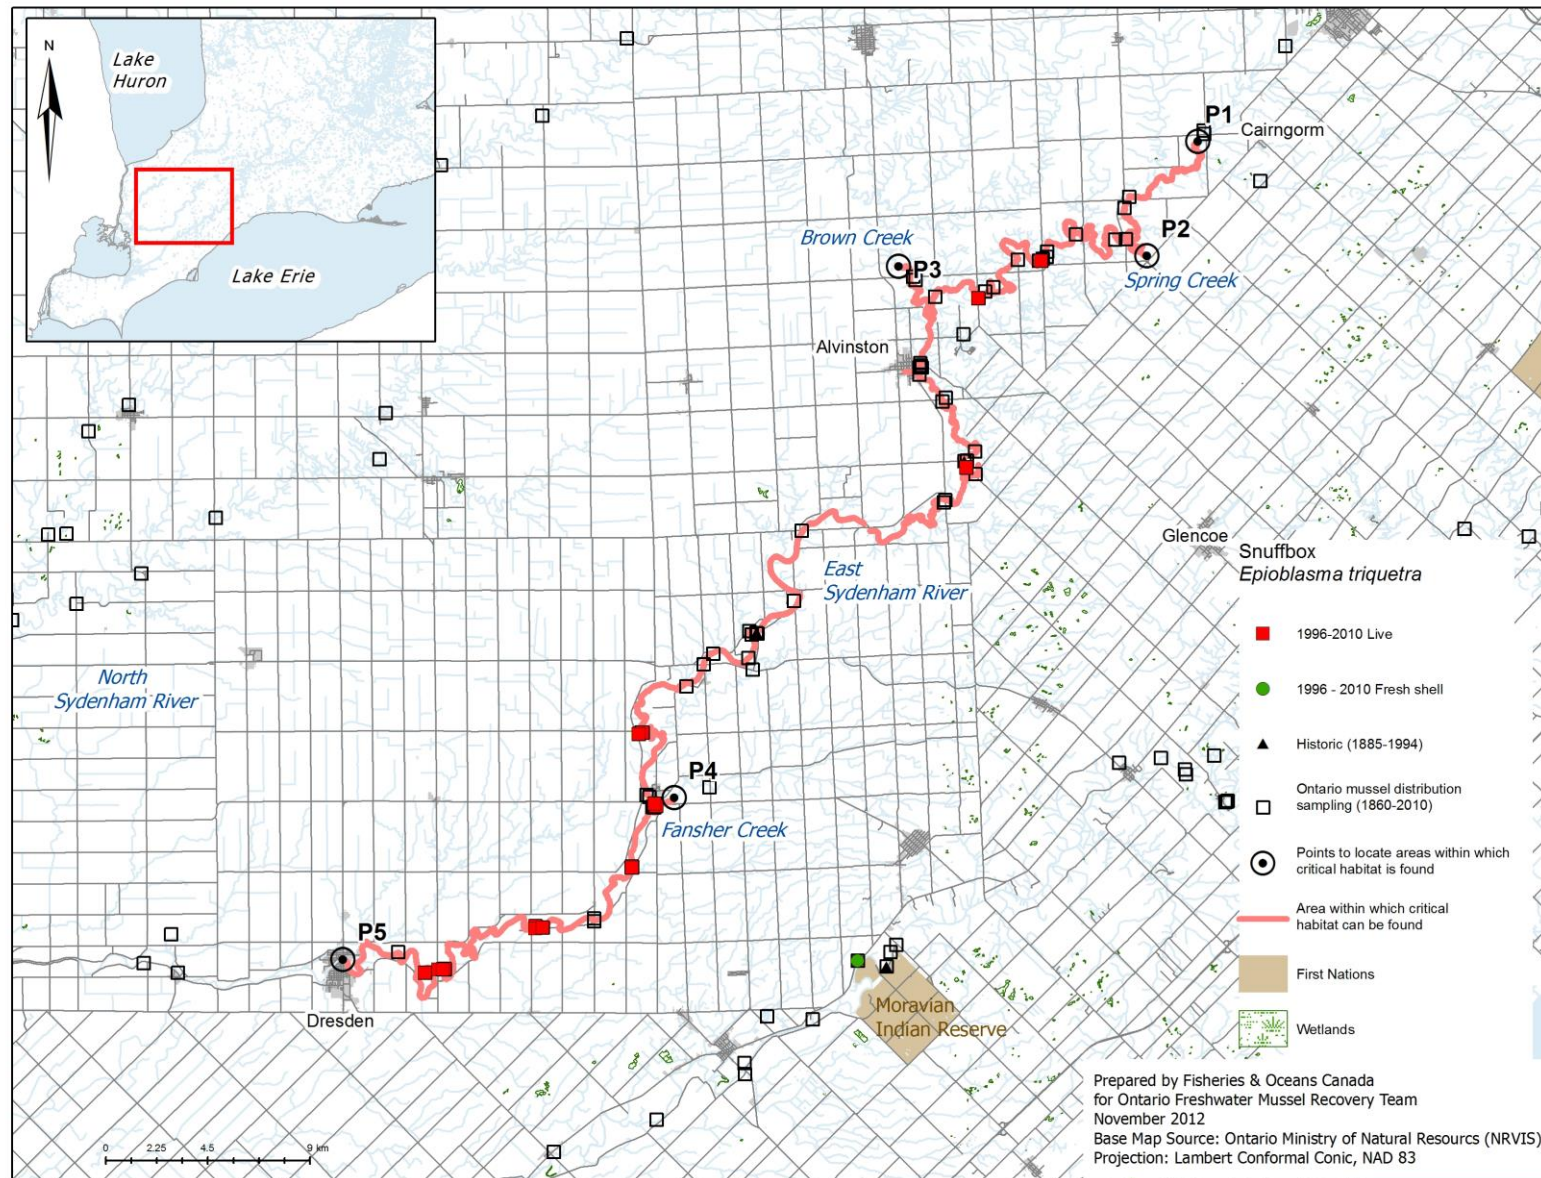 N
Lake
Huron
Lake Erie
P1
Cairngorm
P2
Brown Creek
P3
Spring Creek
Alvinston
Glencoe
East
Sydenham River
North
Sydenham River
P4
Fansher Creek
P5
Dresden
Moravian
Indian Reserve
Snuffbox
Epioblasma triquetra
1996-2010 Live
1996 - 2010 Fresh shell
Historic (1885-1994)
Ontario mussel distribution
sampling (1860-2010)
Points to locate areas within which
critical habitat is found
Area within which critical
habitat can be found
First Nations
Wetlands
0 2.25 4.5 9 km
Prepared by Fisheries & Oceans Canada
for Ontario Freshwater Mussel Recovery Team
November 2012
Base Map Source: Ontario Ministry of Natural Resourcs (NRVIS)
Projection: Lambert Conformal Conic, NAD 83